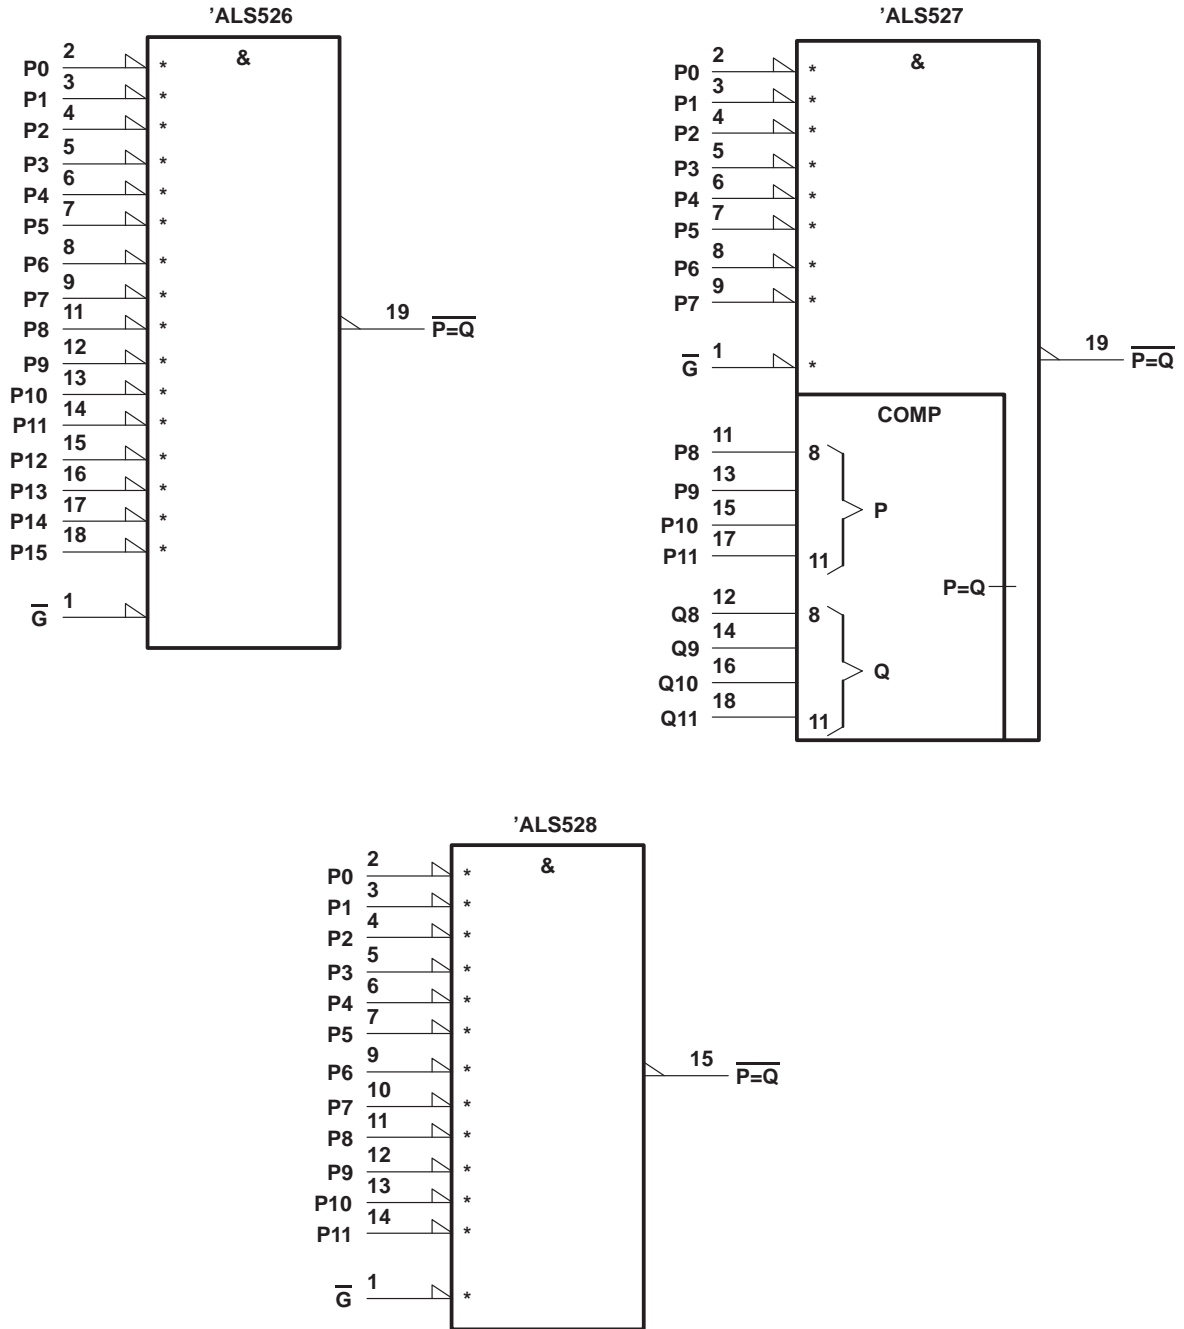 ’ALS526
&
P0 2 *
P1 3 *
P2 4 *
P3 5 *
P4 6 *
P5 7 *
P6 8 *
P7 9 *
P8 11 *
P9 12 *
P10 13 *
P11 14 *
P12 15 *
P13 16 *
P14 17 *
P15 18 *
G̅ 1
19 P̅=̅Q̅
’ALS527
&
P0 2 *
P1 3 *
P2 4 *
P3 5 *
P4 6 *
P5 7 *
P6 8 *
P7 9 *
G̅ 1 *
19 P̅=̅Q̅
COMP
P8 11 8
P9 13
P10 15
P11 17 11
P
P=Q
Q8 12 8
Q9 14
Q10 16
Q11 18 11
Q
’ALS528
&
P0 2 *
P1 3 *
P2 4 *
P3 5 *
P4 6 *
P5 7 *
P6 9 *
P7 10 *
P8 11 *
P9 12 *
P10 13 *
P11 14 *
G̅ 1 *
15 P̅=̅Q̅